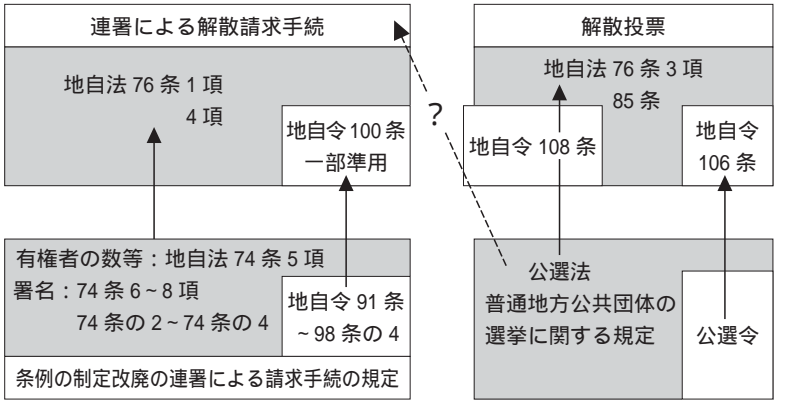 連署による解散請求手続
地自法 76 条 1 項
4 項
地自令 100 条
一部準用
有権者の数等：地自法 74 条 5 項
署名：74 条 6～8 項
74 条の 2～74 条の 4
地自令 91 条
～98 条の 4
条例の制定改廃の連署による請求手続の規定
？
解散投票
地自法 76 条 3 項
85 条
地自令 108 条
地自令
106 条
公選法
普通地方公共団体の
選挙に関する規定
公選令